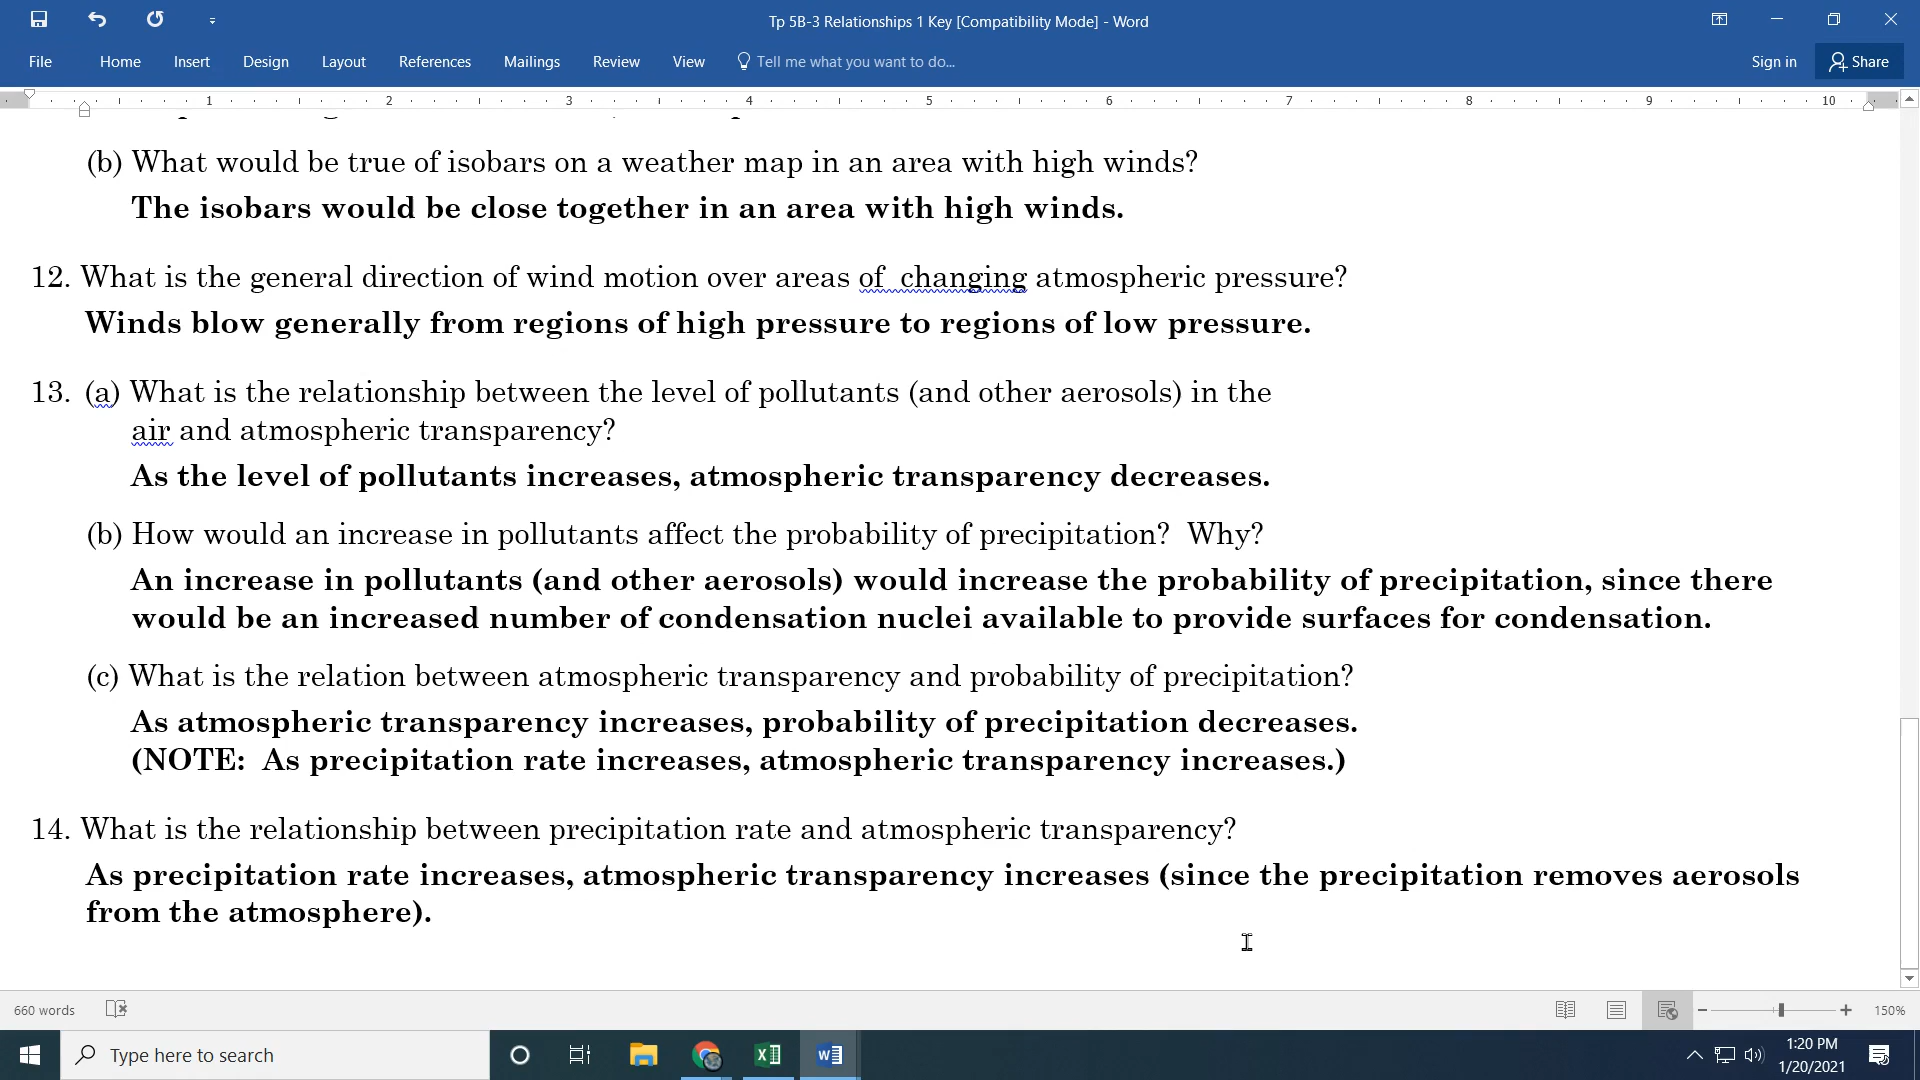 Tp 5B-3 Relationships 1 Key [Compatibility Mode] - Word
File Home Insert Design Layout References Mailings Review View Tell me what you want to do... Sign in Share
1 2 3 4 5 6 7 8 9 10
(b) What would be true of isobars on a weather map in an area with high winds?
The isobars would be close together in an area with high winds.
12. What is the general direction of wind motion over areas of  changing atmospheric pressure?
Winds blow generally from regions of high pressure to regions of low pressure.
13. (a) What is the relationship between the level of pollutants (and other aerosols) in the
air and atmospheric transparency?
As the level of pollutants increases, atmospheric transparency decreases.
(b) How would an increase in pollutants affect the probability of precipitation?  Why?
An increase in pollutants (and other aerosols) would increase the probability of precipitation, since there
would be an increased number of condensation nuclei available to provide surfaces for condensation.
(c) What is the relation between atmospheric transparency and probability of precipitation?
As atmospheric transparency increases, probability of precipitation decreases.
(NOTE:  As precipitation rate increases, atmospheric transparency increases.)
14. What is the relationship between precipitation rate and atmospheric transparency?
As precipitation rate increases, atmospheric transparency increases (since the precipitation removes aerosols
from the atmosphere).
660 words 150%
Type here to search
1:20 PM
1/20/2021